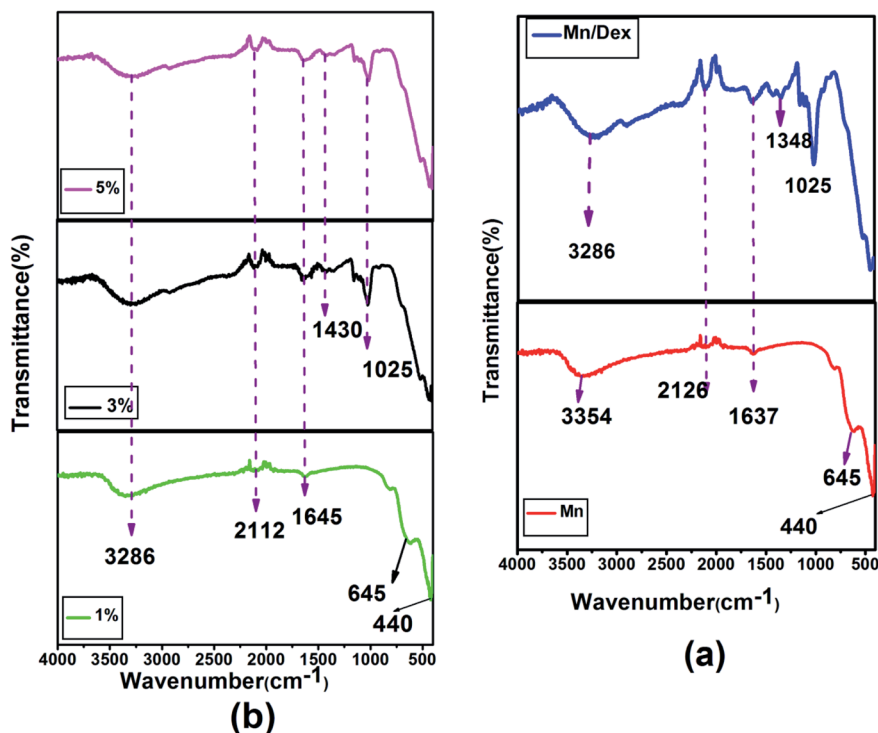 Transmittance(%)
5%
3%
1430
1025
1%
3286
2112
1645
645
440
4000 3500 3000 2500 2000 1500 1000 500
Wavenumber(cm-1)
(b)
Transmittance(%)
Mn/Dex
3286
1348
1025
Mn
3354
2126
1637
645
440
4000 3500 3000 2500 2000 1500 1000 500
Wavenumber(cm-1)
(a)